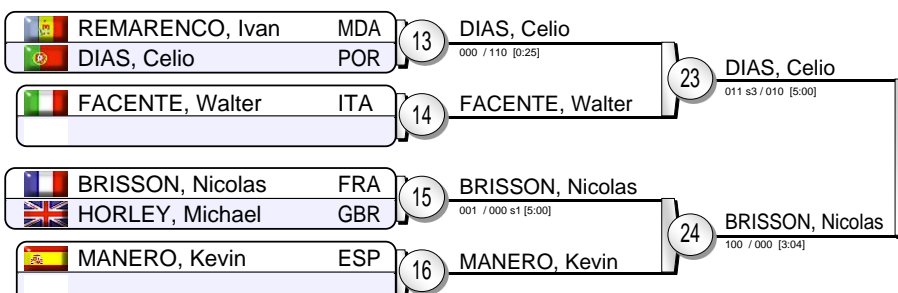 REMARENCO, Ivan MDA
DIAS, Celio POR
13
DIAS, Celio
000 / 110 [0:25]
FACENTE, Walter ITA
14
FACENTE, Walter
23
DIAS, Celio
011 s3 / 010 [5:00]
BRISSON, Nicolas FRA
HORLEY, Michael GBR
15
BRISSON, Nicolas
001 / 000 s1 [5:00]
MANERO, Kevin ESP
16
MANERO, Kevin
24
BRISSON, Nicolas
100 / 000 [3:04]